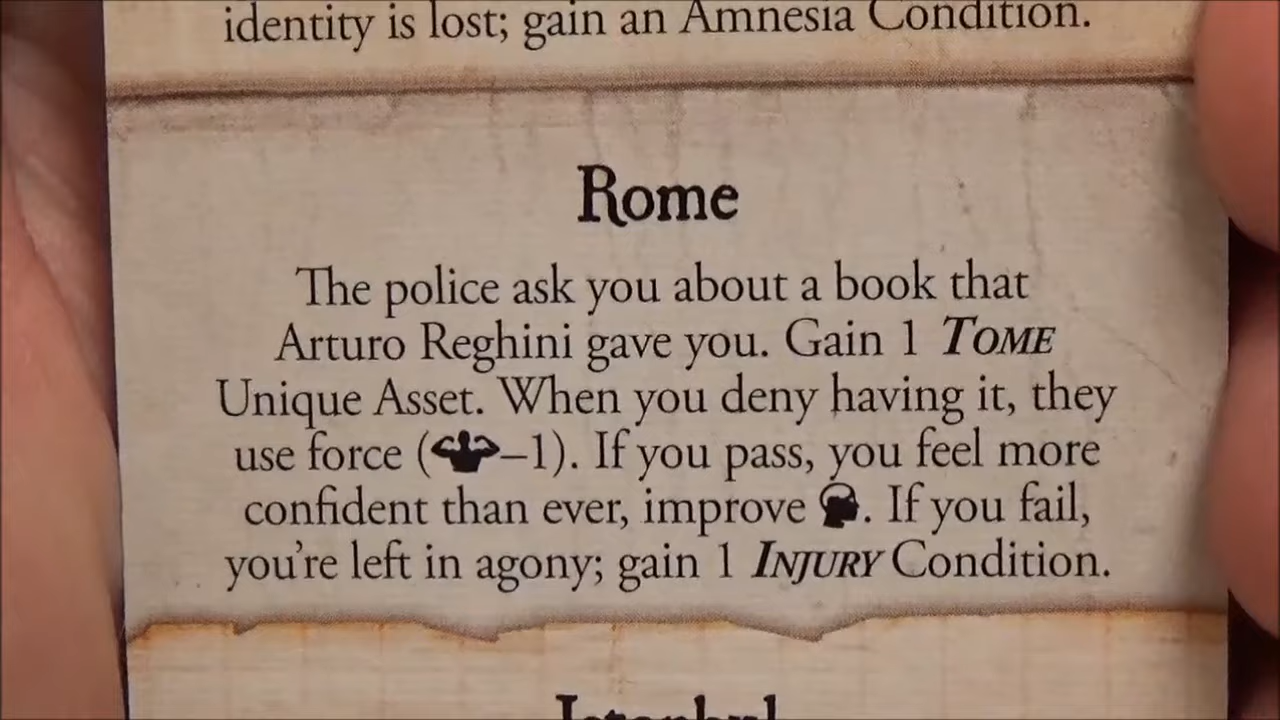 identity is lost; gain an Amnesia Condition.
Rome
The police ask you about a book that
Arturo Reghini gave you. Gain 1 TOME
Unique Asset. When you deny having it, they
use force (–1). If you pass, you feel more
confident than ever, improve . If you fail,
you're left in agony; gain 1 INJURY Condition.
Istanbul